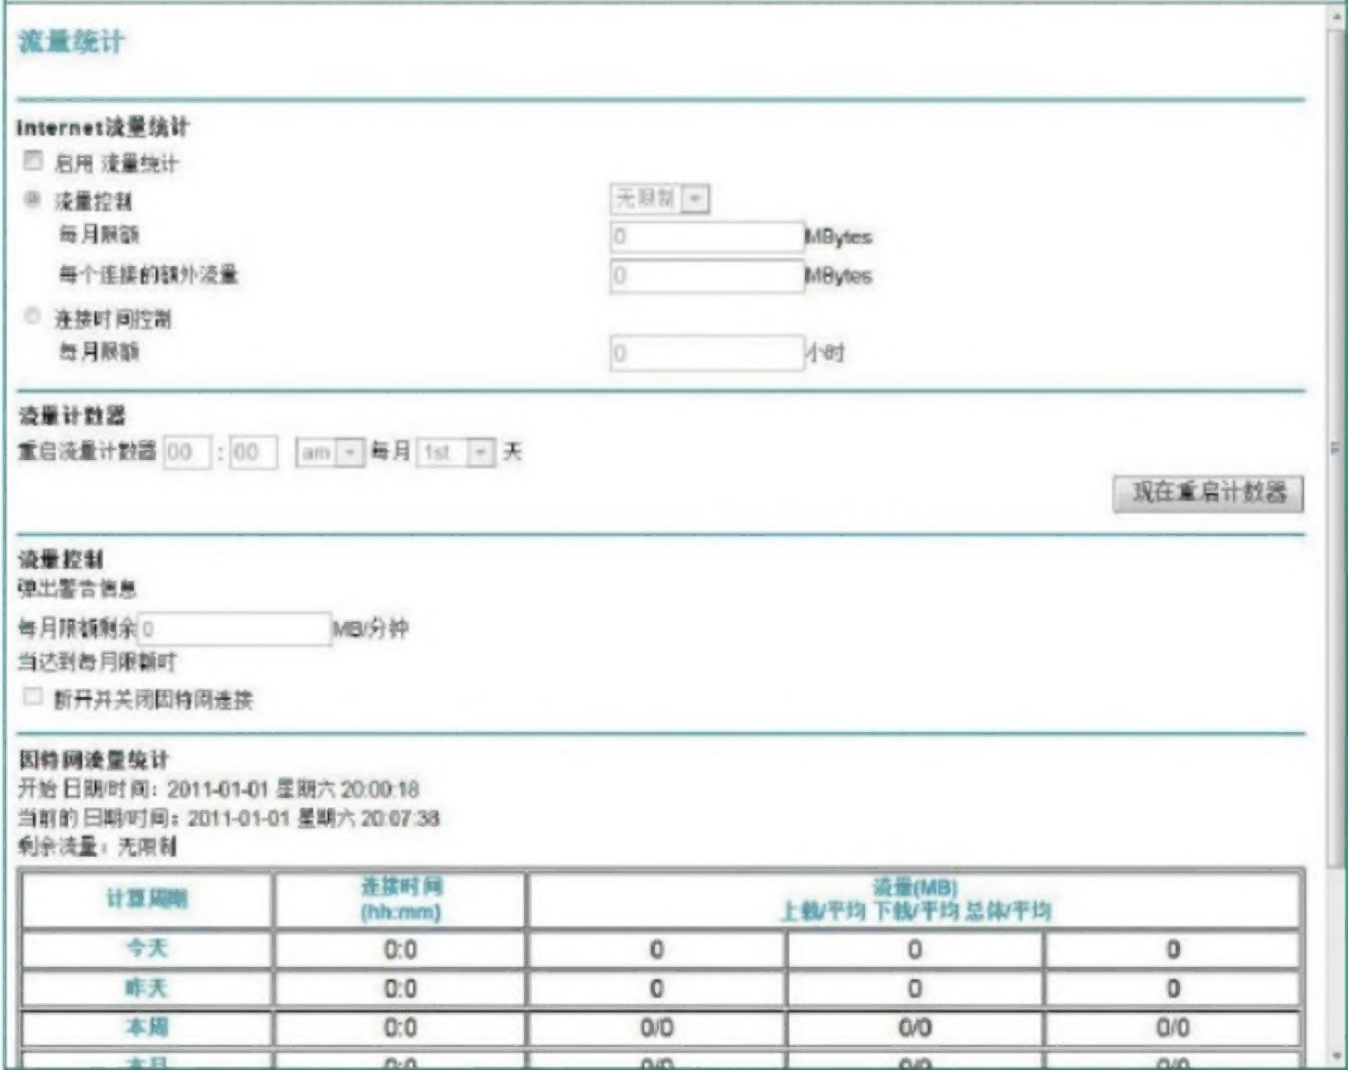 流量统计
Internet流量统计
启用 流量统计
流量控制 无限制
每月限额 0 MBytes
每个连接的额外流量 0 MBytes
连接时间控制
每月限额 0 小时
流量计数器
重启流量计数器 00 : 00 am 每月 1st 天
现在重启计数器
流量控制
弹出警告信息
每月限额剩余 0 MB/分钟
当达到每月限额时
断开并关闭因特网连接
因特网流量统计
开始日期/时间: 2011-01-01 星期六 20:00:18
当前的日期/时间: 2011-01-01 星期六 20:07:38
剩余流量: 无限制
计算周期 连接时间 (hh:mm) 流量(MB)
上载/平均 下载/平均 总体/平均
今天 0:0 0 0 0
昨天 0:0 0 0 0
本周 0:0 0/0 0/0 0/0
本月 0:0 0/0 0/0 0/0